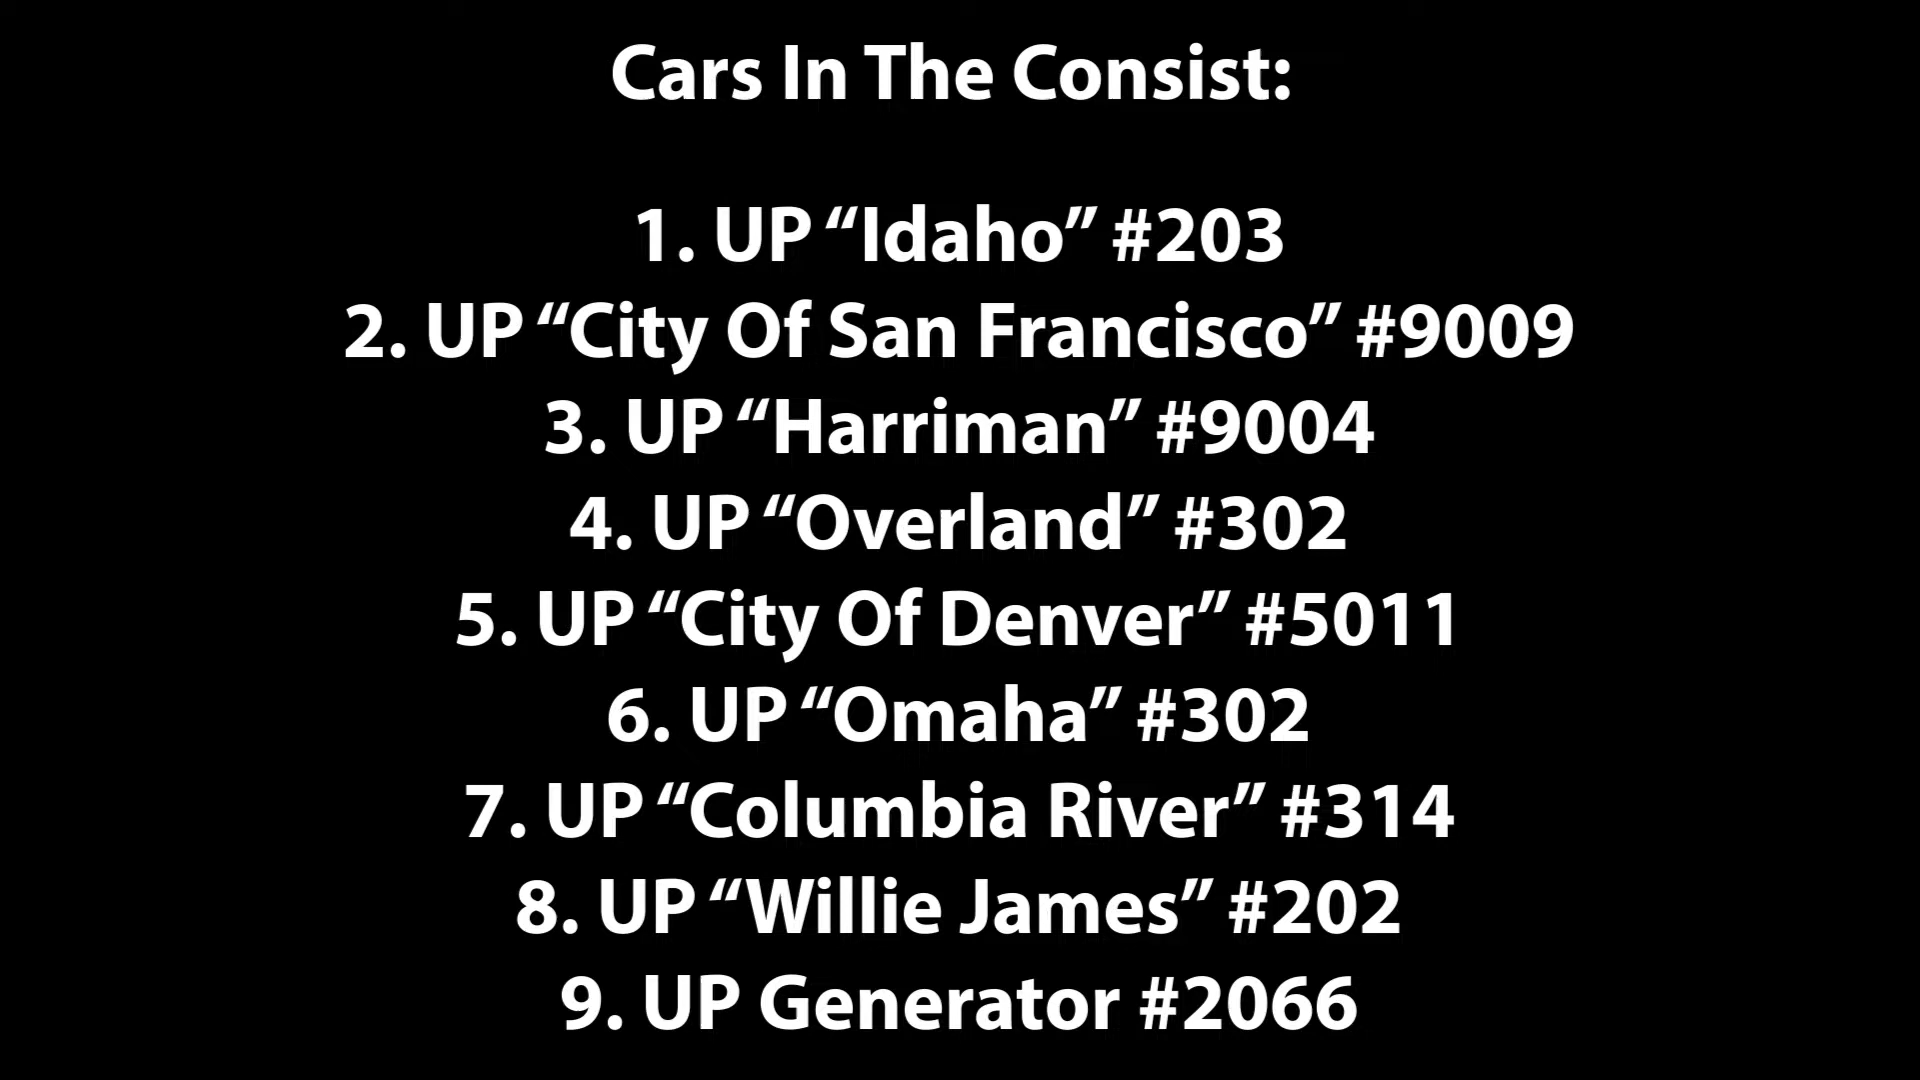 Cars In The Consist:
1. UP “Idaho” #203
2. UP “City Of San Francisco” #9009
3. UP “Harriman” #9004
4. UP “Overland” #302
5. UP “City Of Denver” #5011
6. UP “Omaha” #302
7. UP “Columbia River” #314
8. UP “Willie James” #202
9. UP Generator #2066